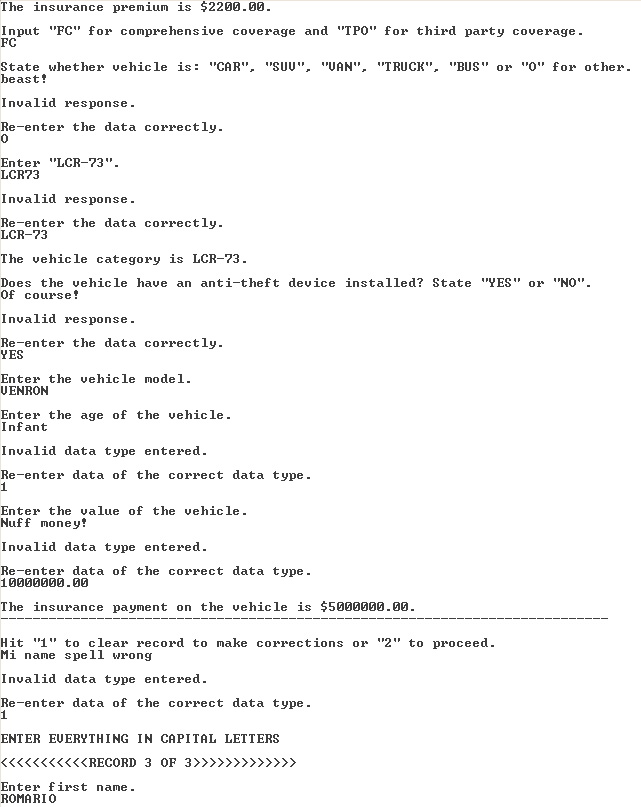 The insurance premium is $2200.00.
Input "FC" for comprehensive coverage and "TPO" for third party coverage.
FC
State whether vehicle is: "CAR", "SUV", "VAN", "TRUCK", "BUS" or "O" for other.
beast!
Invalid response.
Re-enter the data correctly.
O
Enter "LCR-73".
LCR73
Invalid response.
Re-enter the data correctly.
LCR-73
The vehicle category is LCR-73.
Does the vehicle have an anti-theft device installed? State "YES" or "NO".
Of course!
Invalid response.
Re-enter the data correctly.
YES
Enter the vehicle model.
VENRON
Enter the age of the vehicle.
Infant
Invalid data type entered.
Re-enter data of the correct data type.
1
Enter the value of the vehicle.
Nuff money!
Invalid data type entered.
Re-enter data of the correct data type.
10000000.00
The insurance payment on the vehicle is $5000000.00.
----------------------------------------------------------------------------
Hit "1" to clear record to make corrections or "2" to proceed.
Mi name spell wrong
Invalid data type entered.
Re-enter data of the correct data type.
1
ENTER EVERYTHING IN CAPITAL LETTERS
<<<<<<<<<<<RECORD 3 OF 3>>>>>>>>>>>>>
Enter first name.
ROMARIO